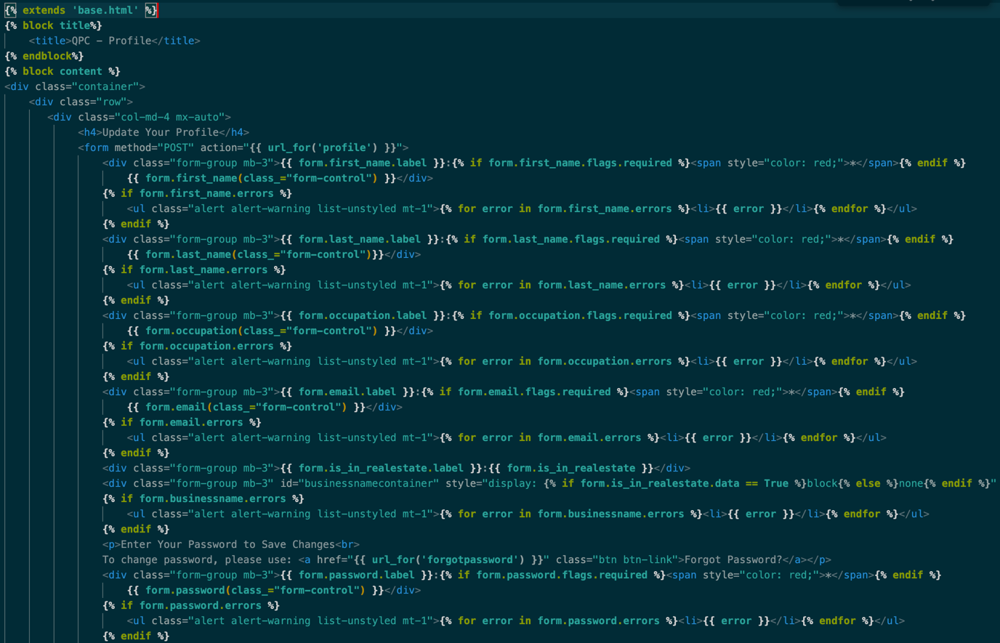 {% extends 'base.html' %}
{% block title%}
<title>QPC - Profile</title>
{% endblock%}
{% block content %}
<div class="container">
<div class="row">
<div class="col-md-4 mx-auto">
<h4>Update Your Profile</h4>
<form method="POST" action="{{ url_for('profile') }}">
<div class="form-group mb-3">{{ form.first_name.label }}:{% if form.first_name.flags.required %}<span style="color: red;">*</span>{% endif %}
{{ form.first_name(class_="form-control") }}</div>
{% if form.first_name.errors %}
<ul class="alert alert-warning list-unstyled mt-1">{% for error in form.first_name.errors %}<li>{{ error }}</li>{% endfor %}</ul>
{% endif %}
<div class="form-group mb-3">{{ form.last_name.label }}:{% if form.last_name.flags.required %}<span style="color: red;">*</span>{% endif %}
{{ form.last_name(class_="form-control")}}</div>
{% if form.last_name.errors %}
<ul class="alert alert-warning list-unstyled mt-1">{% for error in form.last_name.errors %}<li>{{ error }}</li>{% endfor %}</ul>
{% endif %}
<div class="form-group mb-3">{{ form.occupation.label }}:{% if form.occupation.flags.required %}<span style="color: red;">*</span>{% endif %}
{{ form.occupation(class_="form-control") }}</div>
{% if form.occupation.errors %}
<ul class="alert alert-warning list-unstyled mt-1">{% for error in form.occupation.errors %}<li>{{ error }}</li>{% endfor %}</ul>
{% endif %}
<div class="form-group mb-3">{{ form.email.label }}:{% if form.email.flags.required %}<span style="color: red;">*</span>{% endif %}
{{ form.email(class_="form-control") }}</div>
{% if form.email.errors %}
<ul class="alert alert-warning list-unstyled mt-1">{% for error in form.email.errors %}<li>{{ error }}</li>{% endfor %}</ul>
{% endif %}
<div class="form-group mb-3">{{ form.is_in_realestate.label }}:{{ form.is_in_realestate }}</div>
<div class="form-group mb-3" id="businessnamecontainer" style="display: {% if form.is_in_realestate.data == True %}block{% else %}none{% endif %}"
{% if form.businessname.errors %}
<ul class="alert alert-warning list-unstyled mt-1">{% for error in form.businessname.errors %}<li>{{ error }}</li>{% endfor %}</ul>
{% endif %}
<p>Enter Your Password to Save Changes<br>
To change password, please use: <a href="{{ url_for('forgotpassword') }}" class="btn btn-link">Forgot Password?</a></p>
<div class="form-group mb-3">{{ form.password.label }}:{% if form.password.flags.required %}<span style="color: red;">*</span>{% endif %}
{{ form.password(class_="form-control") }}</div>
{% if form.password.errors %}
<ul class="alert alert-warning list-unstyled mt-1">{% for error in form.password.errors %}<li>{{ error }}</li>{% endfor %}</ul>
{% endif %}